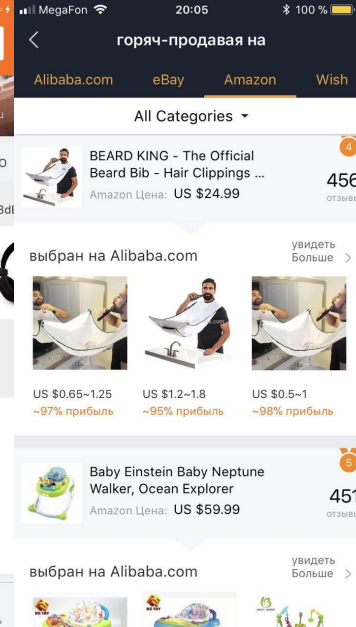 MegaFon 20:05 100 %
горяч-продавая на
Alibaba.com eBay Amazon Wish
All Categories
4
BEARD KING - The Official
Beard Bib - Hair Clippings ...
456
Amazon Цена: US $24.99
отзывы
выбран на Alibaba.com
увидеть
Больше
US $0.65~1.25 US $1.2~1.8 US $0.5~1
~97% прибыль ~95% прибыль ~98% прибыль
5
Baby Einstein Baby Neptune
Walker, Ocean Explorer
451
Amazon Цена: US $59.99
отзывы
выбран на Alibaba.com
увидеть
Больше